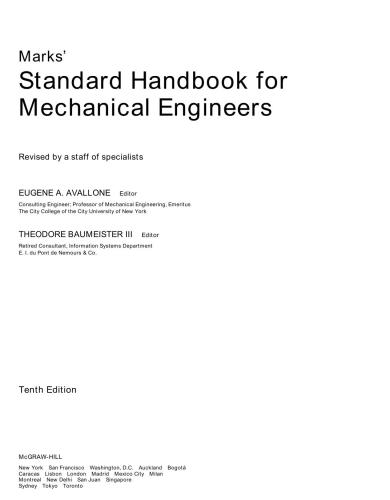 Marks’
Standard Handbook for
Mechanical Engineers
Revised by a staff of specialists
EUGENE A. AVALLONE Editor
Consulting Engineer; Professor of Mechanical Engineering, Emeritus
The City College of the City University of New York
THEODORE BAUMEISTER III Editor
Retired Consultant, Information Systems Department
E. I. du Pont de Nemours & Co.
Tenth Edition
McGRAW-HILL
New York San Francisco Washington, D.C. Auckland Bogotá
Caracas Lisbon London Madrid Mexico City Milan
Montreal New Delhi San Juan Singapore
Sydney Tokyo Toronto